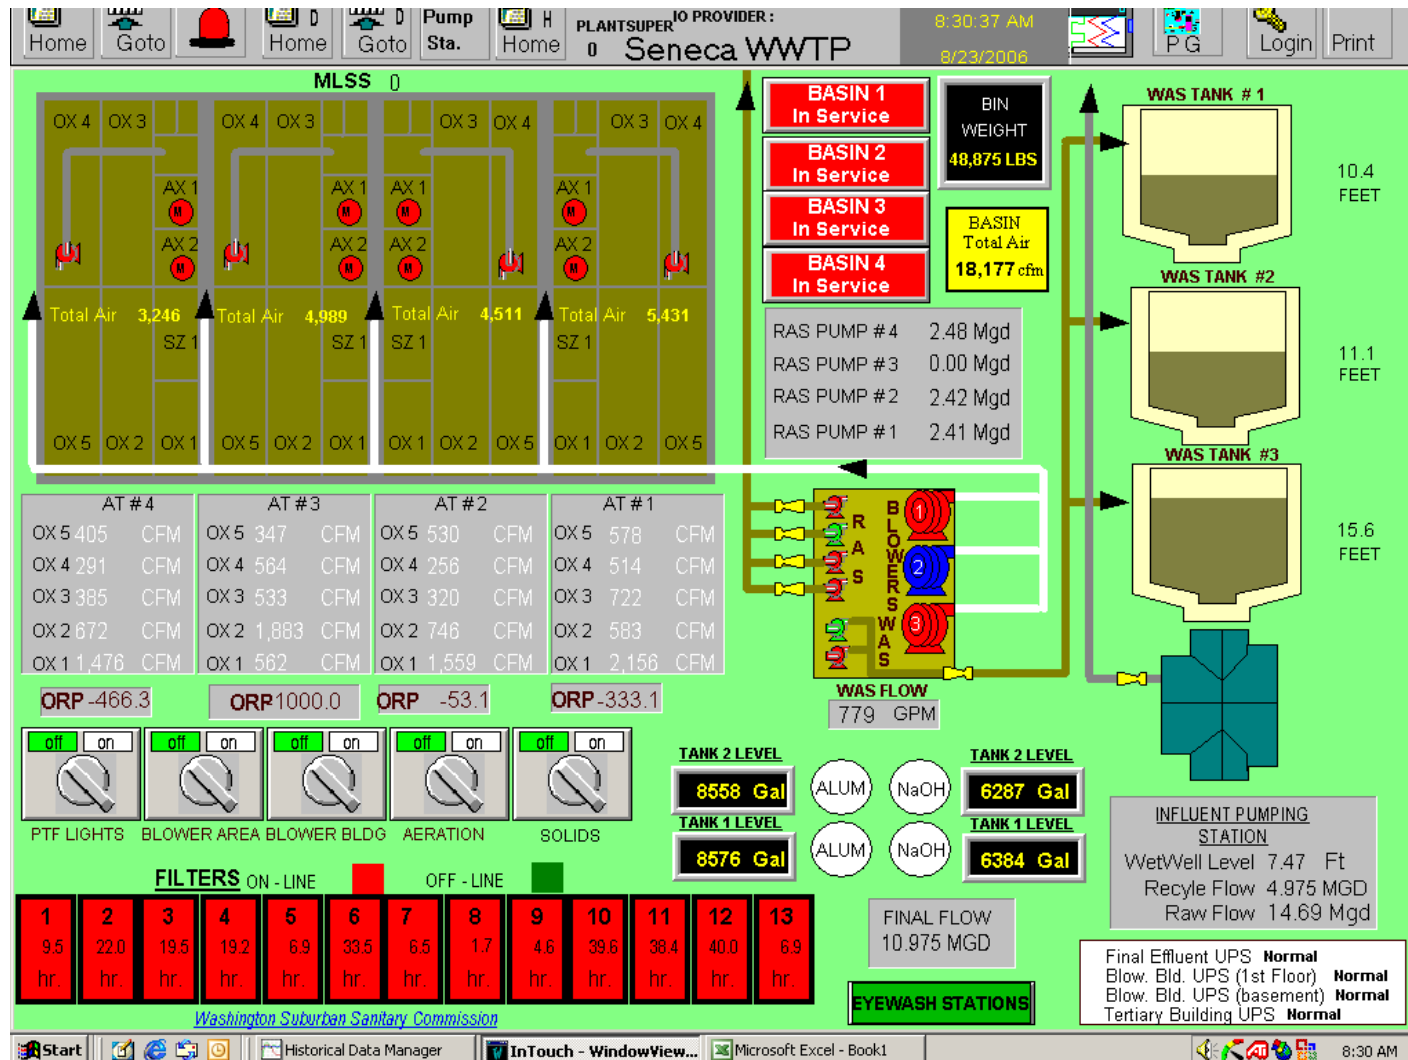 Home
Goto
D
Home
D
Goto
Pump
Sta.
H
Home
PLANTSUPER
0
IO PROVIDER :
Seneca WWTP
8:30:37 AM
8/23/2006
P G
Login
Print
MLSS 0
OX 4 OX 3 OX 4 OX 3 OX 3 OX 4 OX 3 OX 4
AX 1 AX 1 AX 1 AX 1
M M M M
AX 2 AX 2 AX 2 AX 2
M M M M
Total Air 3,246 Total Air 4,989 Total Air 4,511 Total Air 5,431
SZ 1 SZ 1 SZ 1 SZ 1
OX 5 OX 2 OX 1 OX 5 OX 2 OX 1 OX 1 OX 2 OX 5 OX 1 OX 2 OX 5
BASIN 1
In Service
BASIN 2
In Service
BASIN 3
In Service
BASIN 4
In Service
BIN
WEIGHT
48,875 LBS
BASIN
Total Air
18,177 cfm
RAS PUMP # 4 2.48 Mgd
RAS PUMP # 3 0.00 Mgd
RAS PUMP # 2 2.42 Mgd
RAS PUMP # 1 2.41 Mgd
WAS TANK # 1
10.4
FEET
WAS TANK #2
11.1
FEET
WAS TANK #3
15.6
FEET
AT # 4
OX 5 405 CFM
OX 4 291 CFM
OX 3 385 CFM
OX 2 672 CFM
OX 1 1,476 CFM
ORP -466.3
AT # 3
OX 5 347 CFM
OX 4 564 CFM
OX 3 533 CFM
OX 2 1,883 CFM
OX 1 562 CFM
ORP -1000.0
AT # 2
OX 5 530 CFM
OX 4 256 CFM
OX 3 320 CFM
OX 2 746 CFM
OX 1 1,559 CFM
ORP -53.1
AT # 1
OX 5 578 CFM
OX 4 514 CFM
OX 3 722 CFM
OX 2 583 CFM
OX 1 2,156 CFM
ORP -333.1
RAS
BLOWERS
1
2
3
WAS
WAS FLOW
779 GPM
off on off on off on off on off on
PTF LIGHTS BLOWER AREA BLOWER BLDG AERATION SOLIDS
TANK 2 LEVEL
8558 Gal
ALUM
NaOH
TANK 2 LEVEL
6287 Gal
TANK 1 LEVEL
8576 Gal
ALUM
NaOH
TANK 1 LEVEL
6384 Gal
INFLUENT PUMPING
STATION
WetWell Level 7.47 Ft
Recyle Flow 4.975 MGD
Raw Flow 14.69 Mgd
FILTERS ON - LINE OFF - LINE
1 2 3 4 5 6 7 8 9 10 11 12 13
9.5 22.0 19.5 19.2 6.9 33.5 6.5 1.7 4.6 39.6 38.4 40.0 6.9
hr. hr. hr. hr. hr. hr. hr. hr. hr. hr. hr. hr. hr.
Washington Suburban Sanitary Commission
FINAL FLOW
10.975 MGD
EYEWASH STATIONS
Final Effluent UPS Normal
Blow. Bld. UPS (1st Floor) Normal
Blow. Bld. UPS (basement) Normal
Tertiary Building UPS Normal
Start
Historical Data Manager
InTouch - WindowView...
Microsoft Excel - Book1
8:30 AM